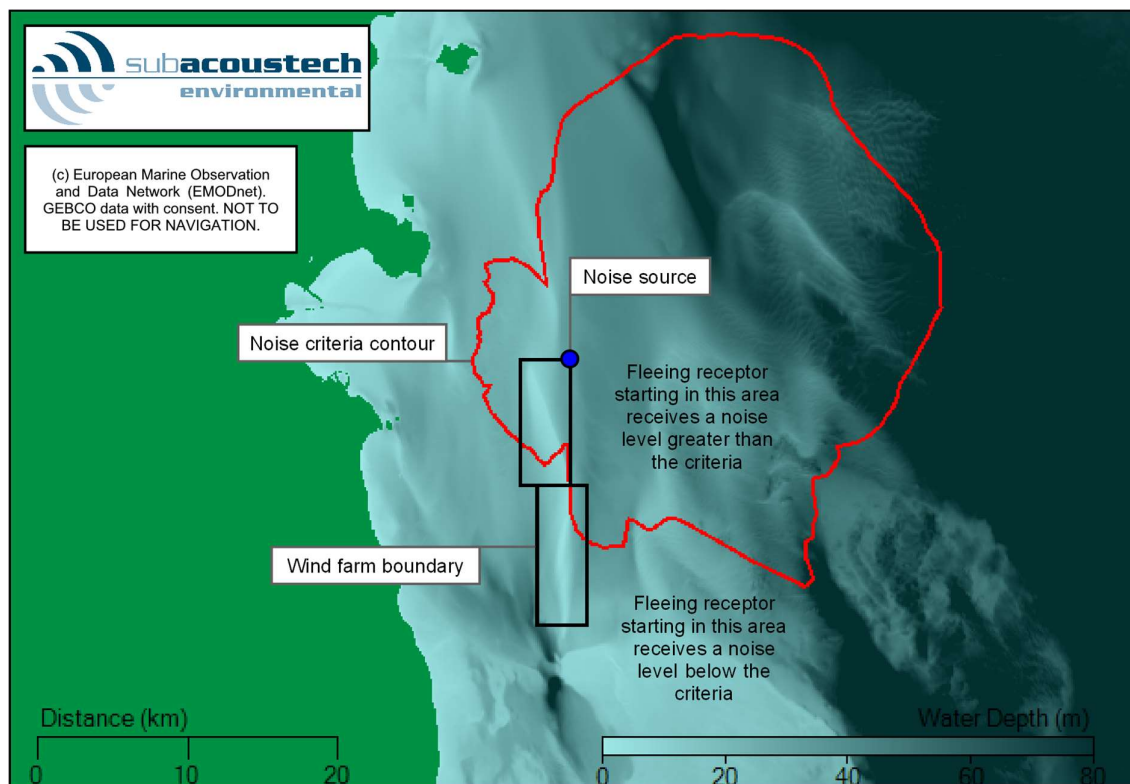 subacoustech
environmental
(c) European Marine Observation
and Data Network (EMODnet).
GEBCO data with consent. NOT TO
BE USED FOR NAVIGATION.
Noise source
Noise criteria contour
Fleeing receptor
starting in this area
receives a noise
level greater than
the criteria
Wind farm boundary
Fleeing receptor
starting in this area
receives a noise
level below the
criteria
Distance (km)
0 10 20
Water Depth (m)
0 20 40 60 80